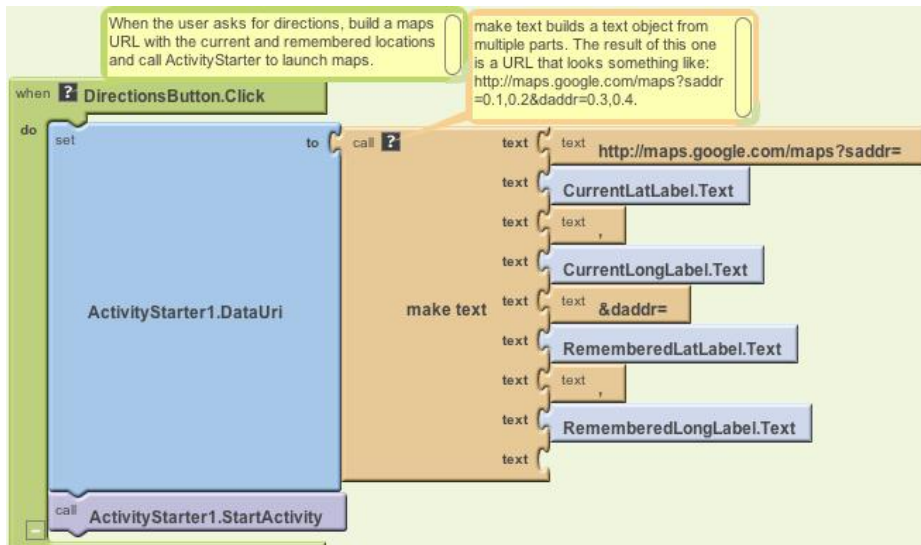 When the user asks for directions, build a maps
URL with the current and remembered locations
and call ActivityStarter to launch maps.
make text builds a text object from
multiple parts. The result of this one
is a URL that looks something like:
http://maps.google.com/maps?saddr
=0.1,0.2&daddr=0.3,0.4.
when ? DirectionsButton.Click
do
set to call ? text text http://maps.google.com/maps?saddr=
text CurrentLatLabel.Text
text text ,
text CurrentLongLabel.Text
ActivityStarter1.DataUri make text text text &daddr=
text RememberedLatLabel.Text
text text ,
text RememberedLongLabel.Text
text
call ActivityStarter1.StartActivity